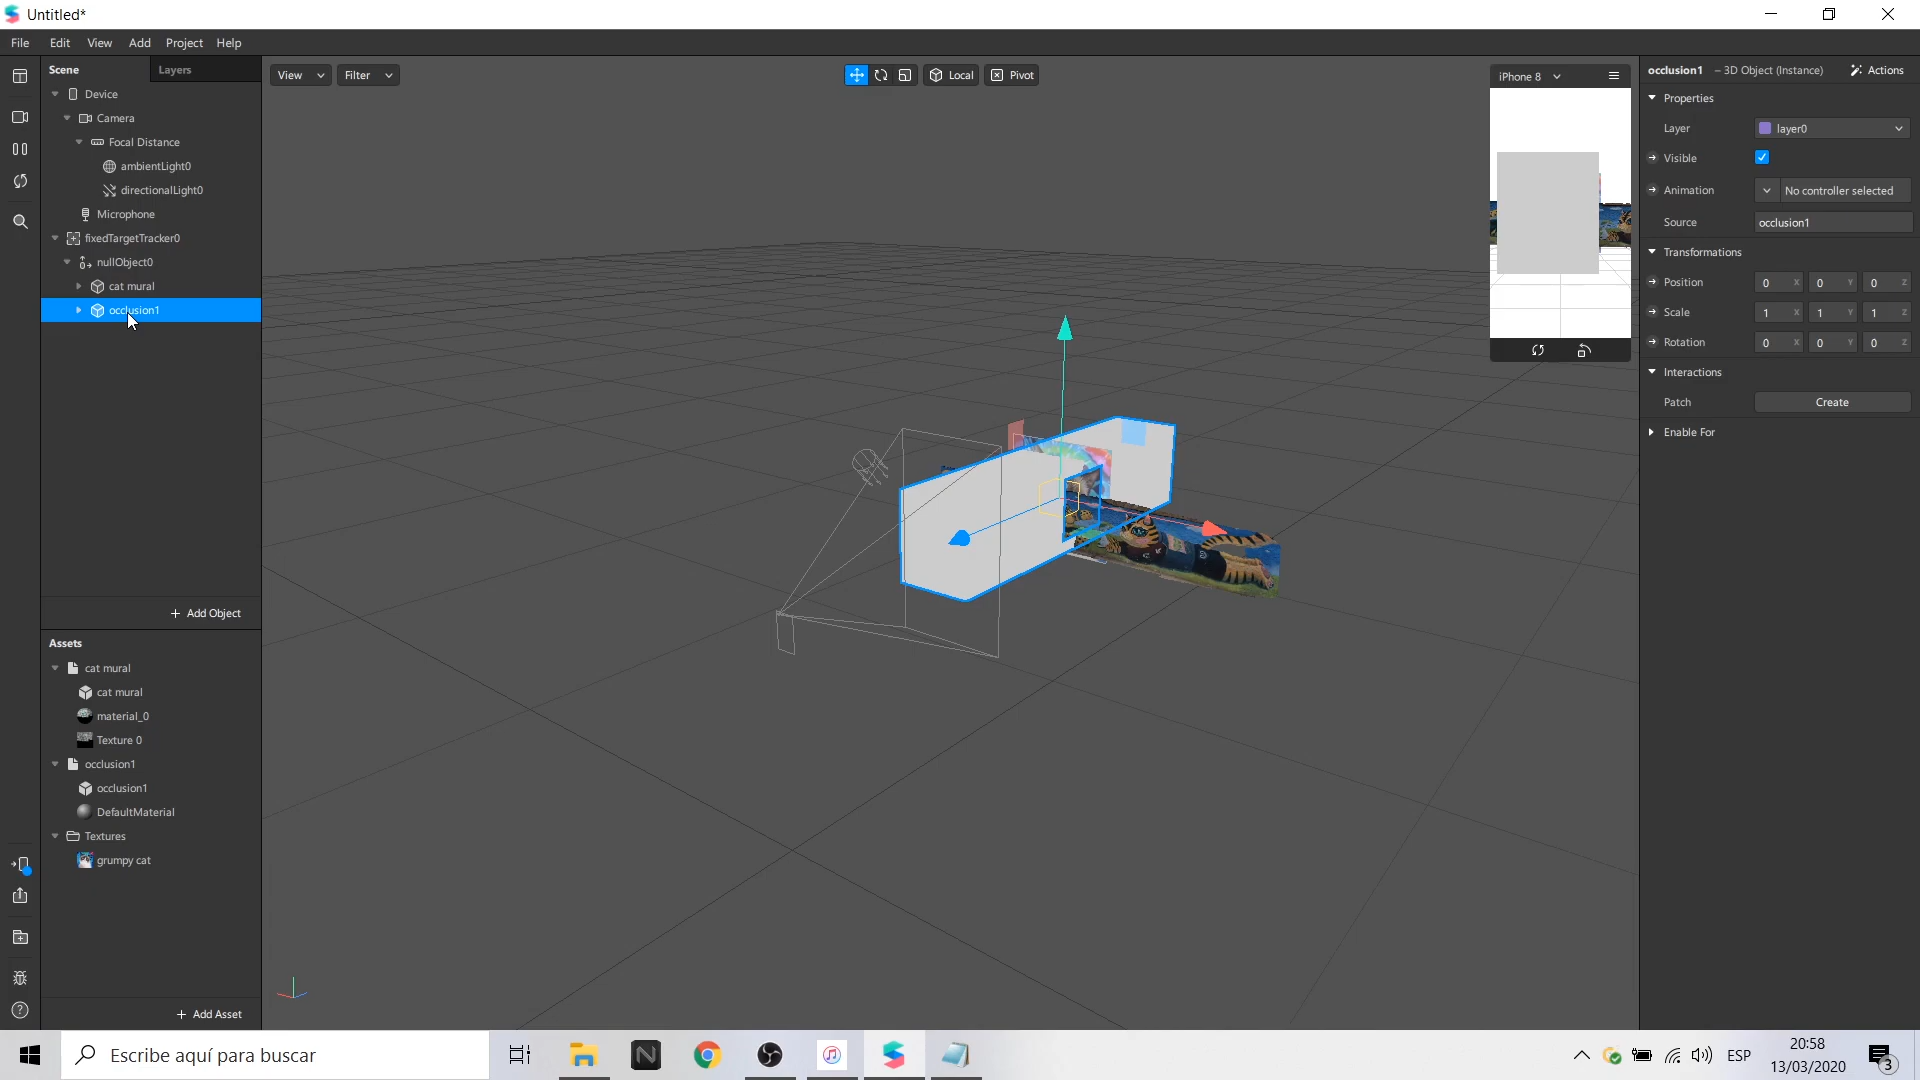 Untitled*
File Edit View Add Project Help
Scene Layers
Device
Camera
Focal Distance
ambientLight0
directionalLight0
Microphone
fixedTargetTracker0
nullObject0
cat mural
occlusion1
+ Add Object
Assets
cat mural
cat mural
material_0
Texture 0
occlusion1
occlusion1
DefaultMaterial
Textures
grumpy cat
+ Add Asset
View Filter
Local Pivot
iPhone 8
occlusion1 – 3D Object (Instance) Actions
Properties
Layer layer0
Visible
Animation No controller selected
Source occlusion1
Transformations
Position 0 X 0 Y 0 Z
Scale 1 X 1 Y 1 Z
Rotation 0 X 0 Y 0 Z
Interactions
Patch Create
Enable For
Escribe aquí para buscar
ESP
20:58
13/03/2020
3